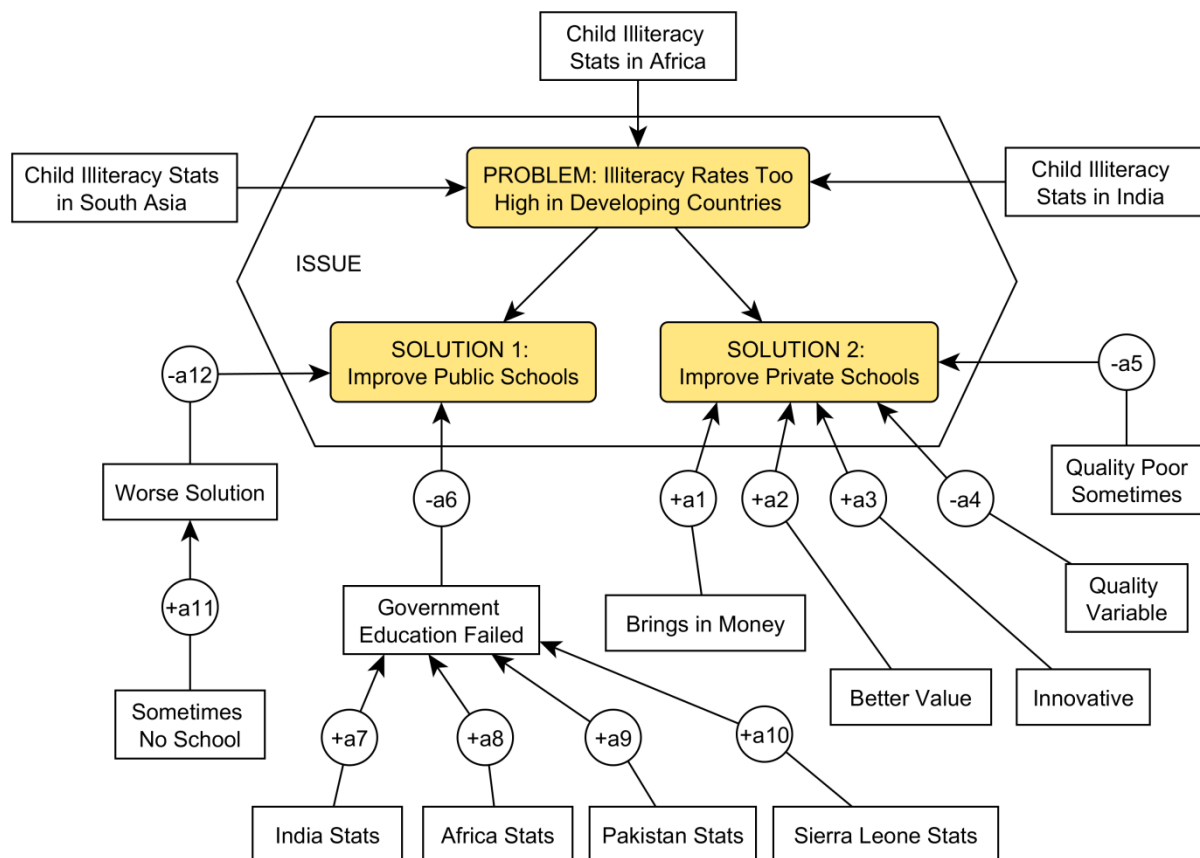 Child Illiteracy
Stats in Africa
Child Illiteracy Stats
in South Asia
PROBLEM: Illiteracy Rates Too
High in Developing Countries
Child Illiteracy
Stats in India
ISSUE
SOLUTION 1:
Improve Public Schools
SOLUTION 2:
Improve Private Schools
-a12
-a5
Worse Solution
-a6
+a1
+a2
+a3
-a4
Quality Poor
Sometimes
+a11
Government
Education Failed
Brings in Money
Quality
Variable
Better Value
Innovative
Sometimes
No School
+a7
+a8
+a9
+a10
India Stats
Africa Stats
Pakistan Stats
Sierra Leone Stats